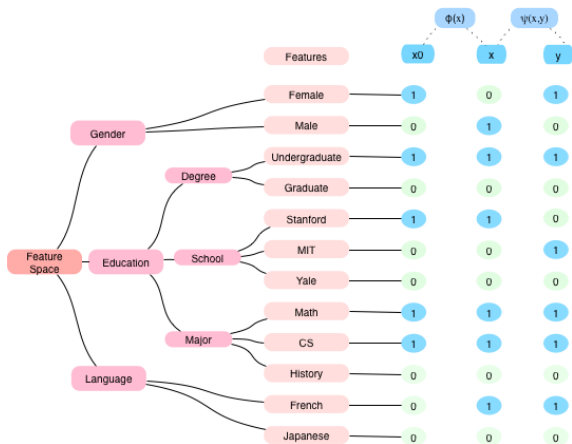 ϕ(x) ψ(x,y)
Features x0 x y
Female 1 0 1
Gender
Male 0 1 0
Undergraduate 1 1 1
Degree
Graduate 0 0 0
Stanford 1 1 0
Feature
Space
Education
School
MIT 0 0 1
Yale 0 0 0
Math 1 1 1
Major
CS 1 1 1
History 0 0 0
Language
French 0 1 1
Japanese 0 0 0